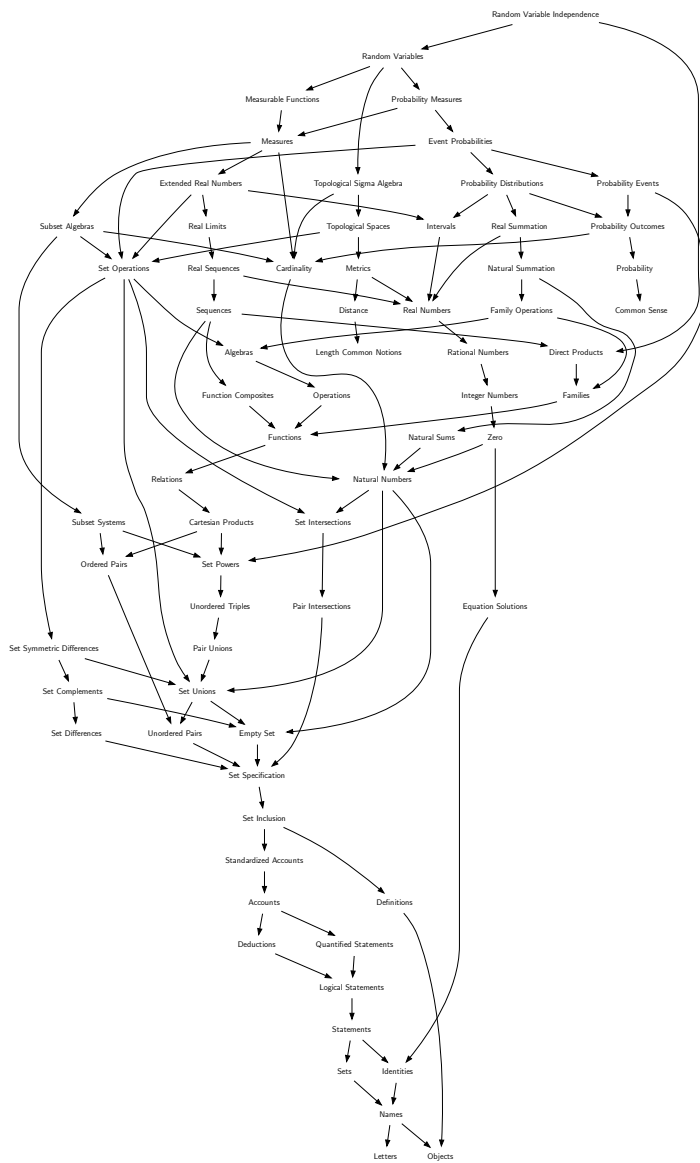 Random Variable Independence
Random Variables
Measurable Functions
Probability Measures
Measures
Event Probabilities
Extended Real Numbers
Topological Sigma Algebra
Probability Distributions
Probability Events
Subset Algebras
Real Limits
Topological Spaces
Intervals
Real Summation
Probability Outcomes
Set Operations
Real Sequences
Cardinality
Metrics
Natural Summation
Probability
Sequences
Distance
Real Numbers
Family Operations
Common Sense
Algebras
Length Common Notions
Rational Numbers
Direct Products
Function Composites
Operations
Integer Numbers
Families
Functions
Natural Sums
Zero
Relations
Natural Numbers
Subset Systems
Cartesian Products
Set Intersections
Ordered Pairs
Set Powers
Unordered Triples
Pair Intersections
Equation Solutions
Set Symmetric Differences
Pair Unions
Set Complements
Set Unions
Set Differences
Unordered Pairs
Empty Set
Set Specification
Set Inclusion
Standardized Accounts
Accounts
Definitions
Deductions
Quantified Statements
Logical Statements
Statements
Sets
Identities
Names
Letters
Objects